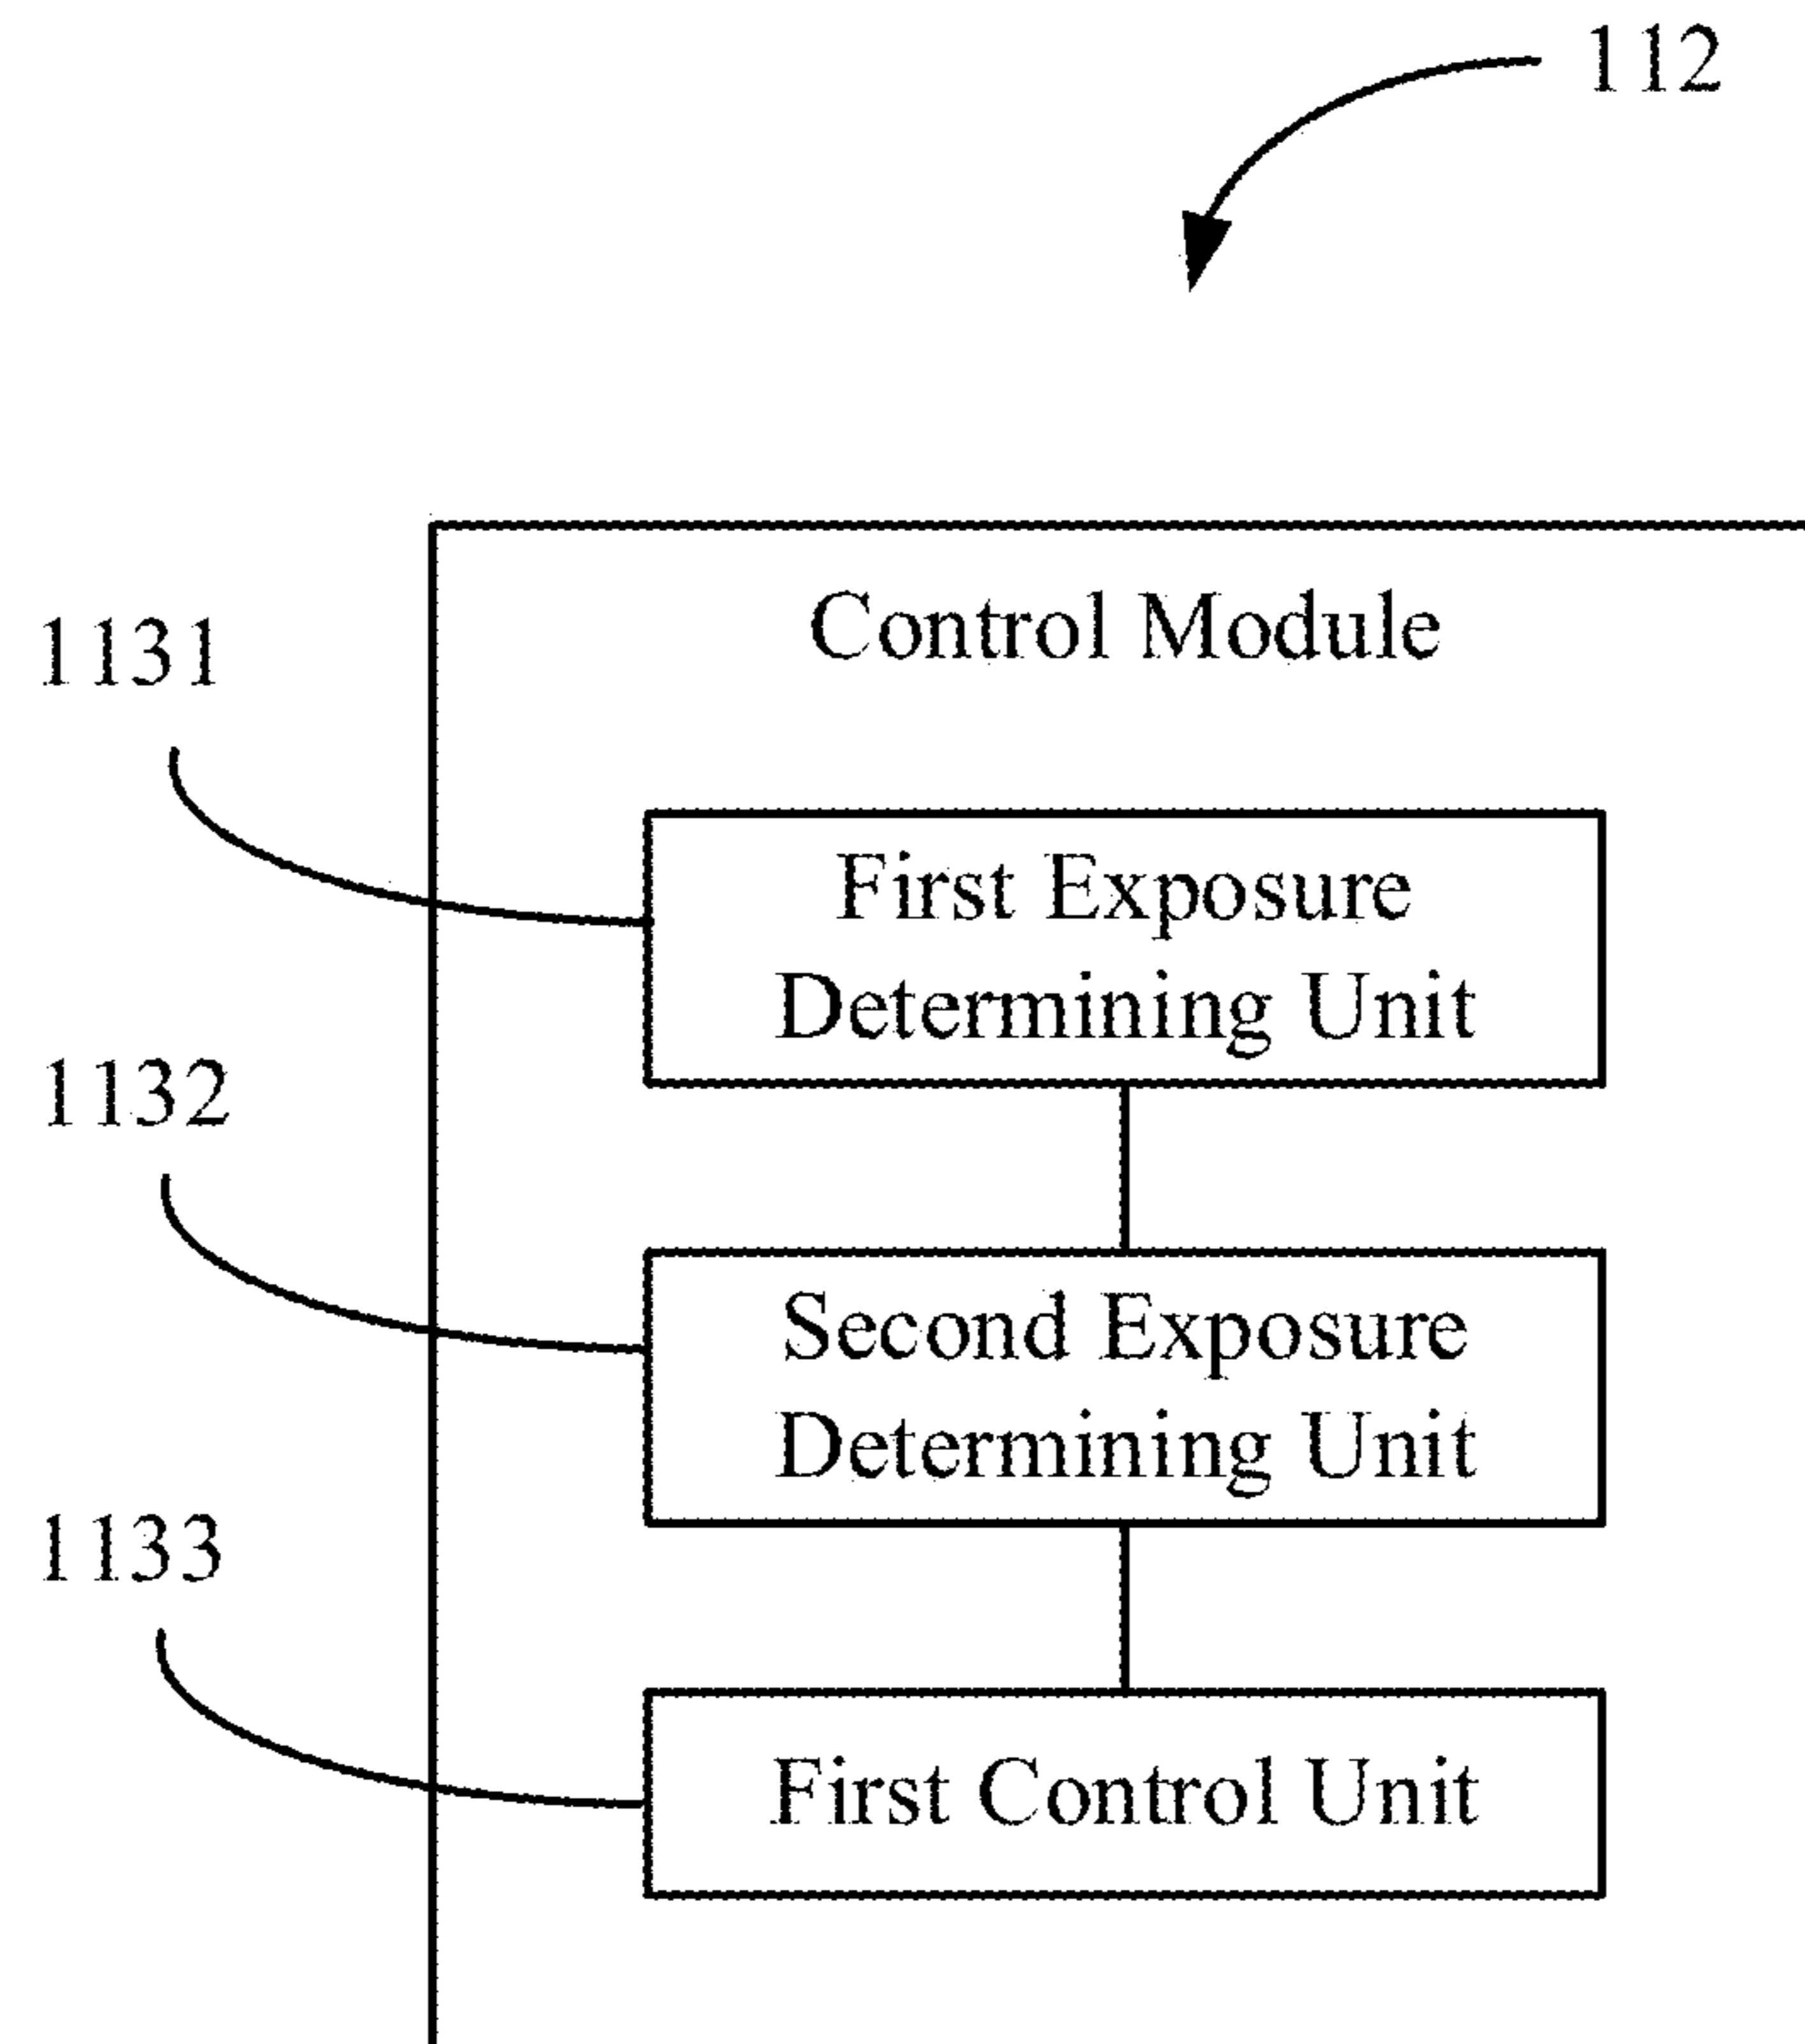 112
Control Module
1131
First Exposure
Determining Unit
1132
Second Exposure
Determining Unit
1133
First Control Unit